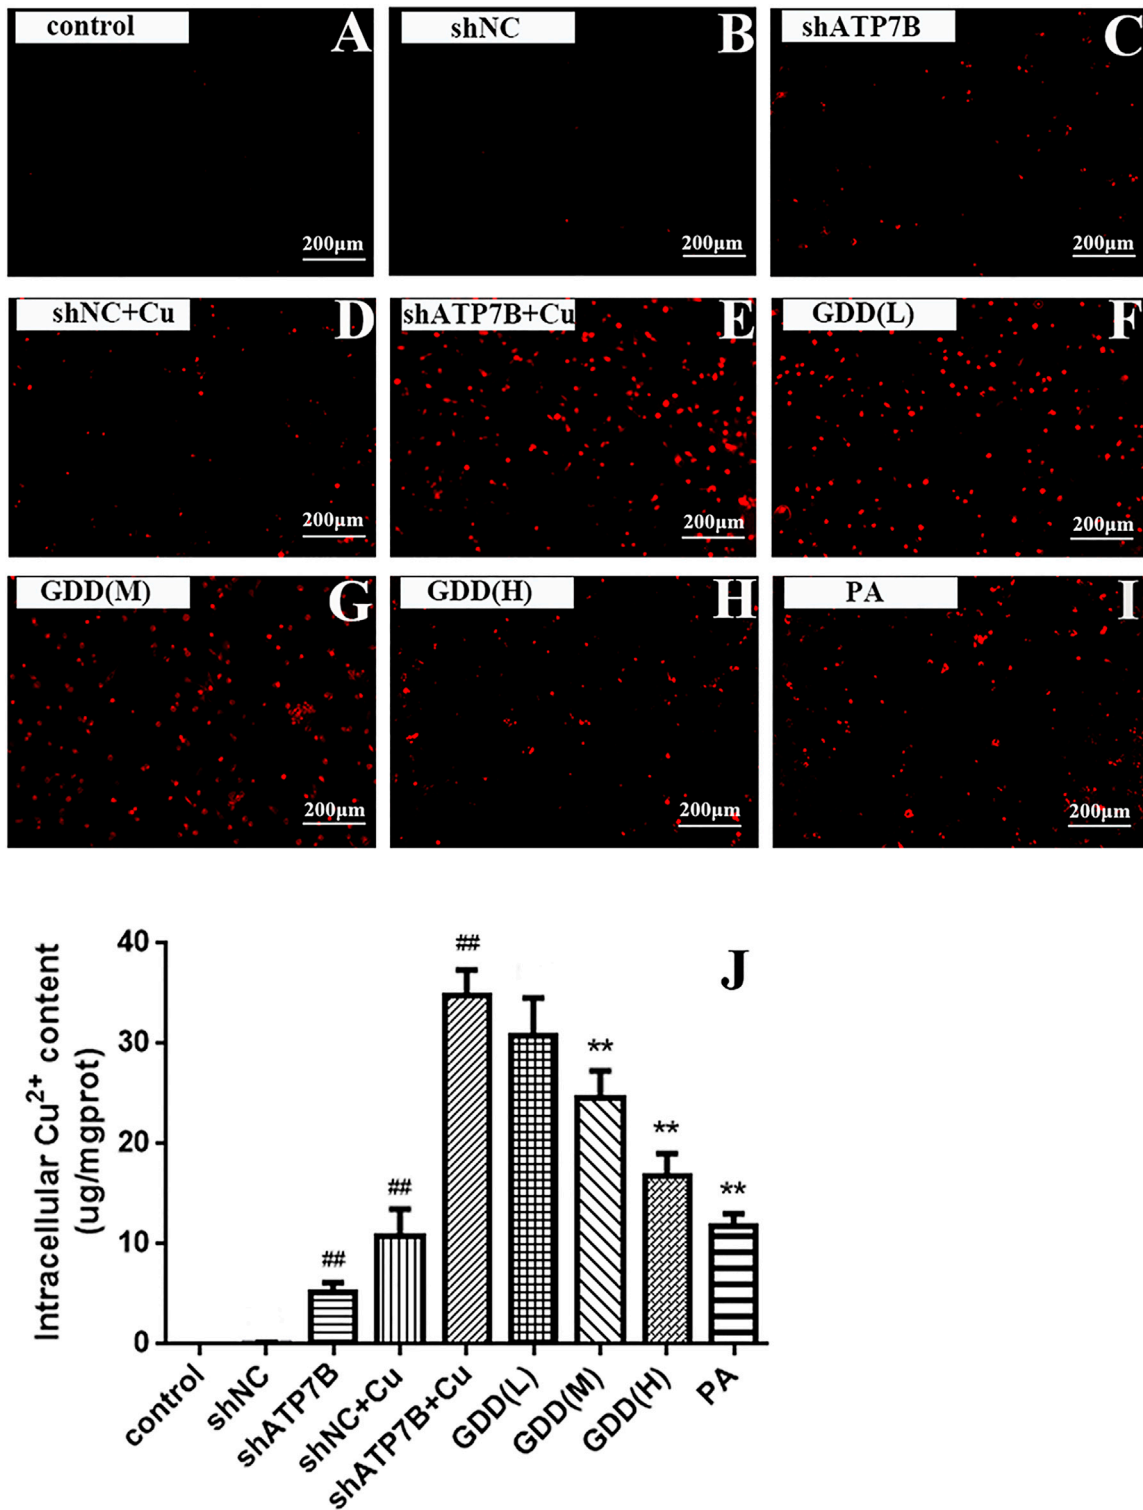 control A
shNC B
shATP7B C
200µm
200µm
200µm
shNC+Cu D
shATP7B+Cu E
GDD(L) F
200µm
200µm
200µm
GDD(M) G
GDD(H) H
PA I
200µm
200µm
200µm
J
Intracellular Cu²⁺ content
(ug/mgprot)
40
30
20
10
0
##
##
##
**
**
**
control
shNC
shATP7B
shNC+Cu
shATP7B+Cu
GDD(L)
GDD(M)
GDD(H)
PA